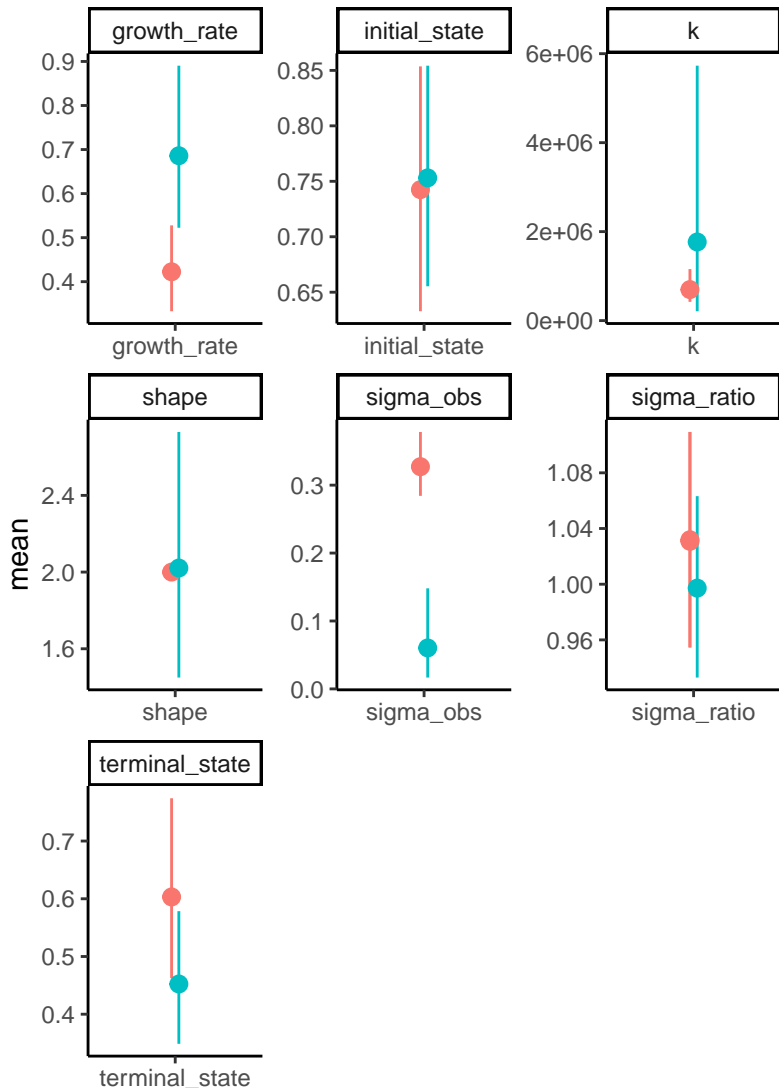 growth_rate
initial_state
k
0.9
0.8
0.7
0.6
0.5
0.4
0.85
0.80
0.75
0.70
0.65
6e+06
4e+06
2e+06
0e+00
growth_rate
initial_state
k
shape
sigma_obs
sigma_ratio
mean
2.4
2.0
1.6
0.3
0.2
0.1
0.0
1.08
1.04
1.00
0.96
shape
sigma_obs
sigma_ratio
terminal_state
0.7
0.6
0.5
0.4
terminal_state